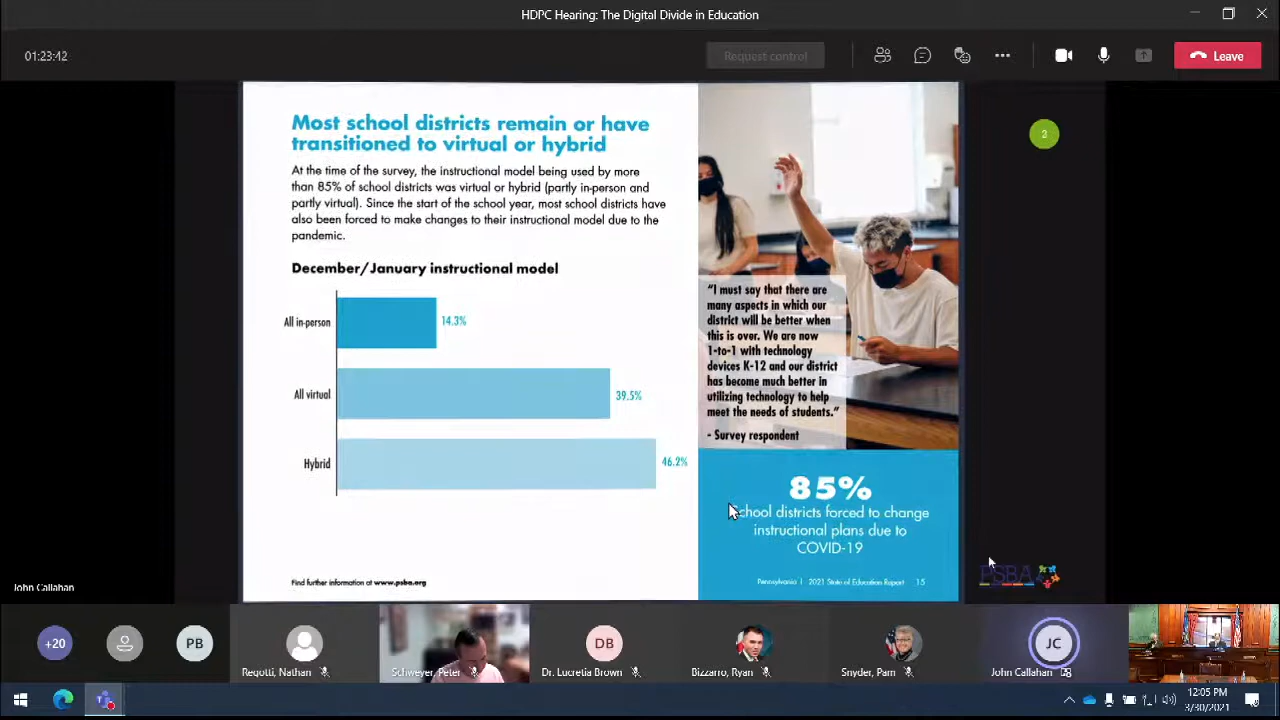 HDPC Hearing: The Digital Divide in Education
01:23:42
Request control
Leave
Most school districts remain or have
transitioned to virtual or hybrid
At the time of the survey, the instructional model being used by more
than 85% of school districts was virtual or hybrid (partly in-person and
partly virtual). Since the start of the school year, most school districts have
also been forced to make changes to their instructional model due to the
pandemic.
December/January instructional model
All in-person
14.3%
All virtual
39.5%
Hybrid
46.2%
Find further information at www.psba.org
“I must say that there are
many aspects in which our
district will be better when
this is over. We are now
1-to-1 with technology
devices K-12 and our district
has become much better in
utilizing technology to help
meet the needs of students.”
- Survey respondent
85%
School districts forced to change
instructional plans due to
COVID-19
Pennsylvania | 2021 State of Education Report 15
2
PSBA
John Callahan
+20
PB
Regotti, Nathan
Schweyer, Peter
DB
Dr. Lucretia Brown
Bizzarro, Ryan
Snyder, Pam
JC
John Callahan
12:05 PM
3/30/2021